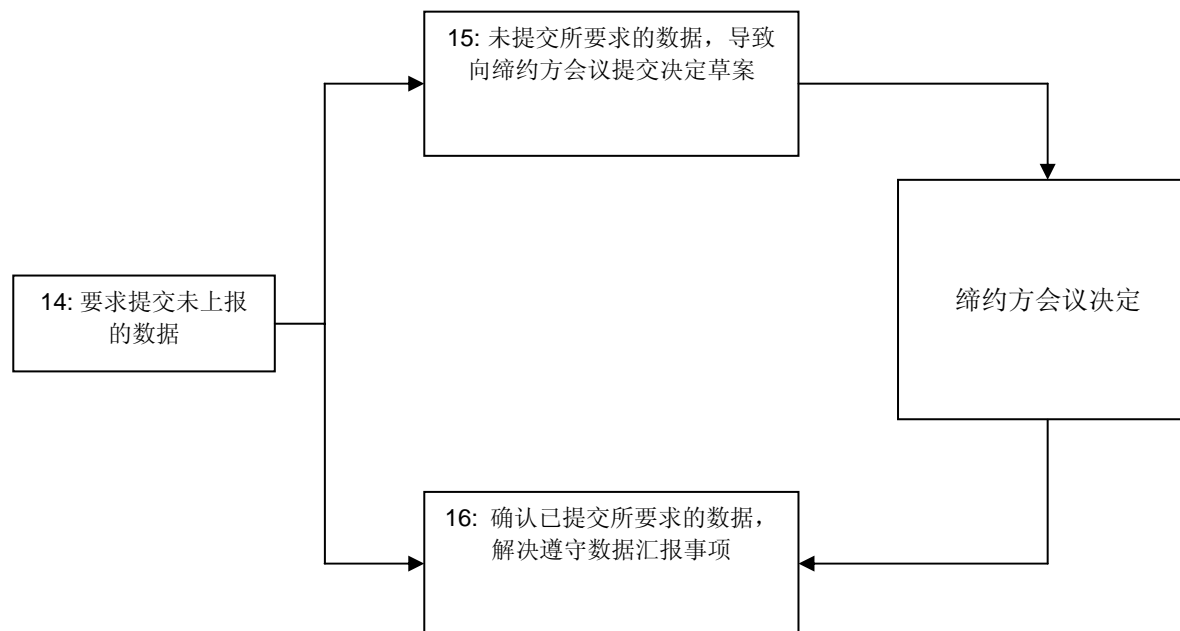 15: 未提交所要求的数据，导致
向缔约方会议提交决定草案
缔约方会议决定
14: 要求提交未上报
的数据
16: 确认已提交所要求的数据，
解决遵守数据汇报事项